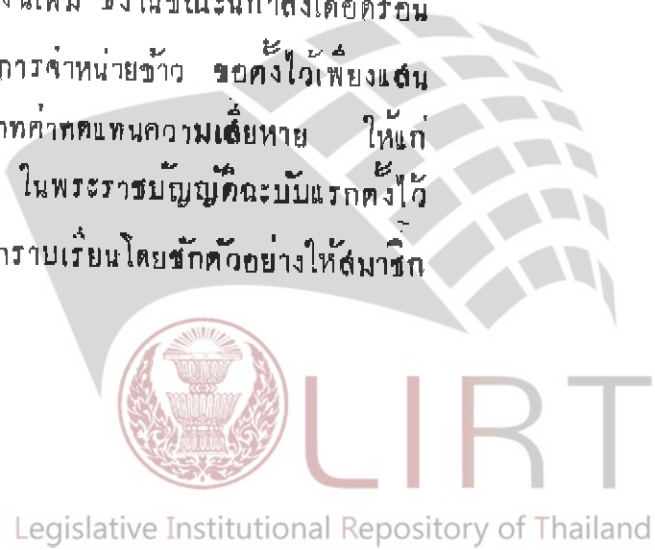 งินเพิ่ม ซึ่งในขณะนี้กำลังเดือดร้อน
การจำหน่ายข้าว ขอตั้งไว้เพียงแสน
าทค่าทดแทนความเสียหาย ให้แก่
ในพระราชบัญญัติฉะบับแรกตั้งไว้
กราบเรียนโดยชักตัวอย่างให้สมาชิก
LIRT
Legislative Institutional Repository of Thailand